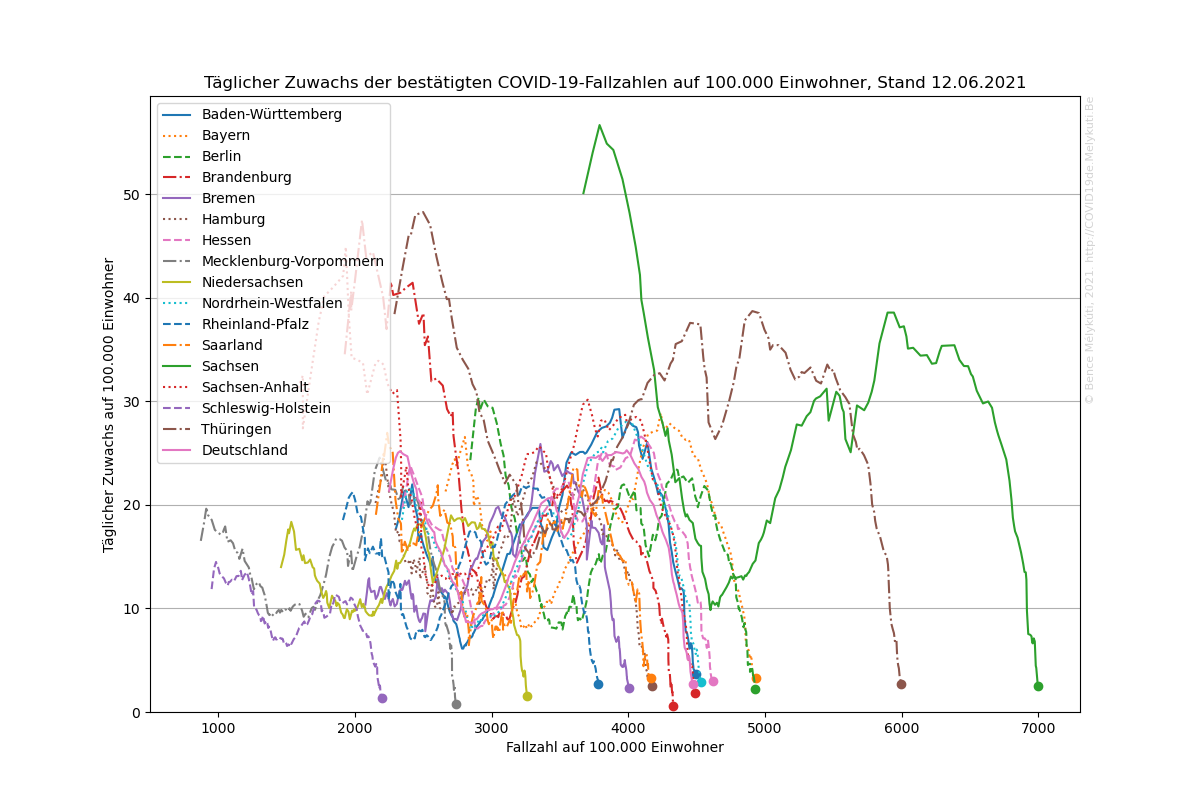 Täglicher Zuwachs der bestätigten COVID-19-Fallzahlen auf 100.000 Einwohner, Stand 12.06.2021
Baden-Württemberg
Bayern
Berlin
Brandenburg
Bremen
Hamburg
Hessen
Mecklenburg-Vorpommern
Niedersachsen
Nordrhein-Westfalen
Rheinland-Pfalz
Saarland
Sachsen
Sachsen-Anhalt
Schleswig-Holstein
Thüringen
Deutschland
Täglicher Zuwachs auf 100.000 Einwohner
50
40
30
20
10
0
1000 2000 3000 4000 5000 6000 7000
Fallzahl auf 100.000 Einwohner
© Bence Mélykúti, 2021 http://COVID19de.Melykuti.Be